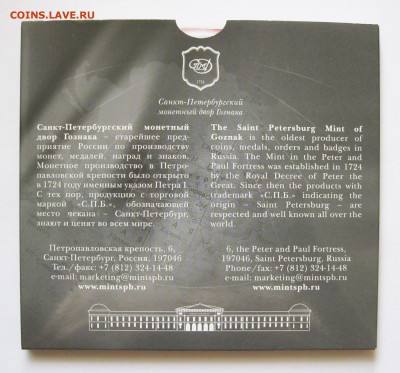 COINS.LAVE.RU
1724
Санкт-Петербургский
монетный двор Гознака
Санкт-Петербургский монетный
двор Гознака – старейшее пред-
приятие России по производству
монет, медалей, наград и знаков.
Монетное производство в Петро-
павловской крепости было открыто
в 1724 году именным указом Петра I.
С тех пор, продукцию с торговой
маркой «С.П.Б.», обозначающей
место чекана – Санкт-Петербург,
знают и ценят во всем мире.
Петропавловская крепость, 6,
Санкт-Петербург, Россия, 197046
Тел./факс: +7 (812) 324-14-48
e-mail: marketing@mintspb.ru
www.mintspb.ru
The Saint Petersburg Mint of
Goznak is the oldest producer of
coins, medals, orders and badges in
Russia. The Mint in the Peter and
Paul Fortress was established in 1724
by the Royal Decree of Peter the
Great. Since then the products with
trademark «С.П.Б.» indicating the
origin – Saint Petersburg – are
respected and well known all over the
world.
6, the Peter and Paul Fortress,
197046, Saint Petersburg, Russia
Phone/fax: +7 (812) 324-14-48
e-mail: marketing@mintspb.ru
www.mintspb.ru